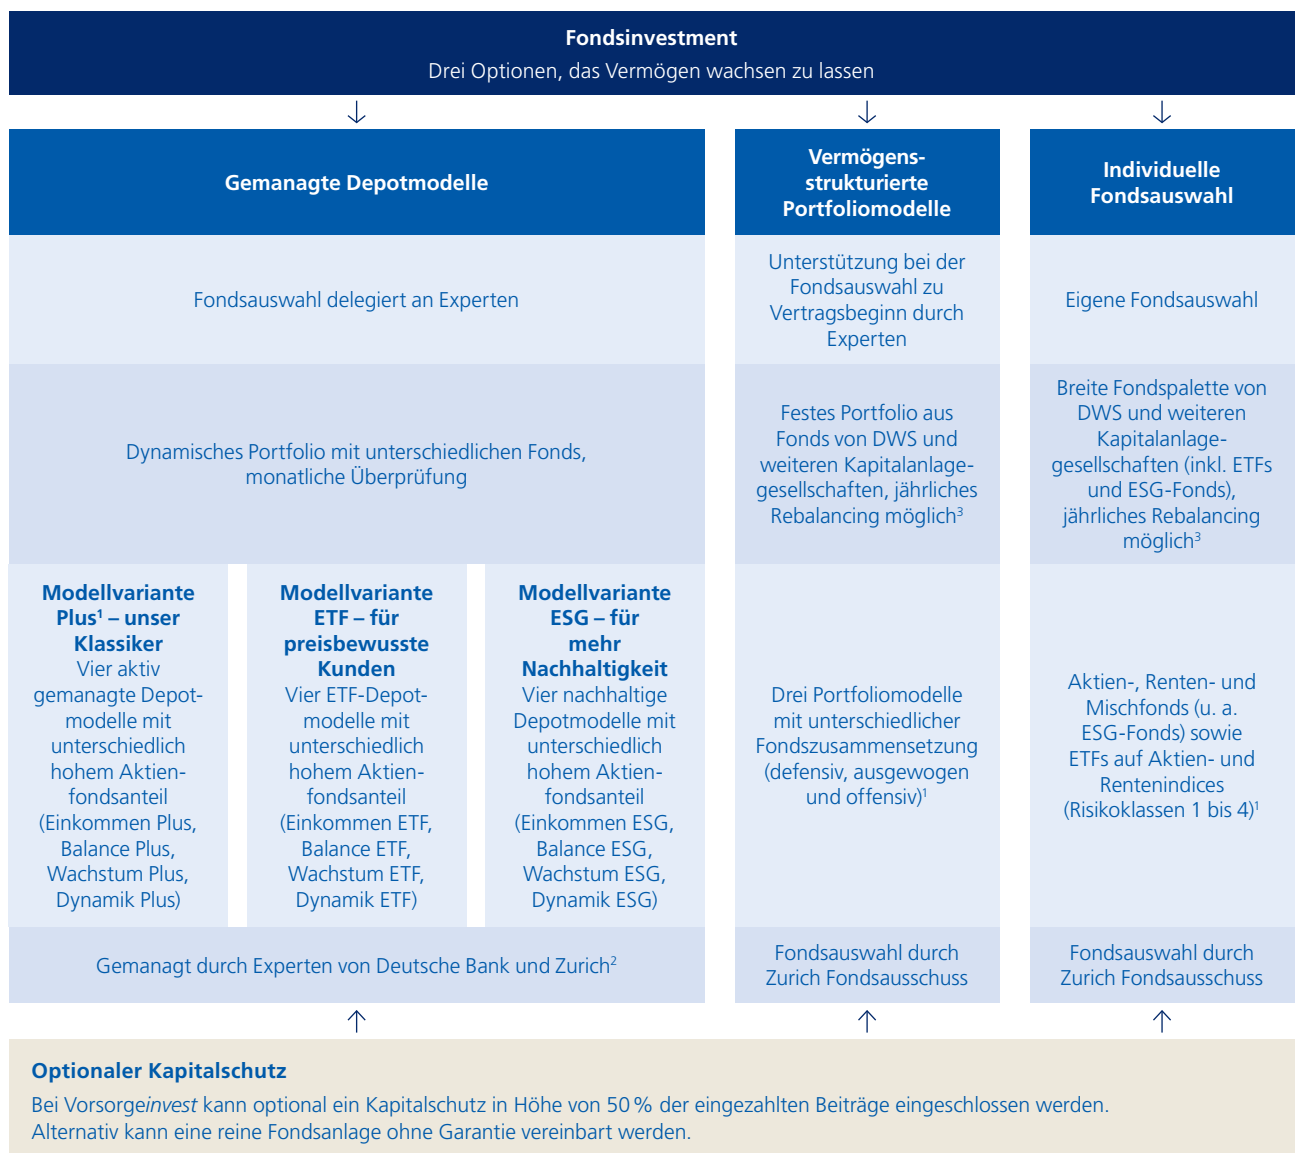 Fondsinvestment
Drei Optionen, das Vermögen wachsen zu lassen
Gemanagte Depotmodelle
Fondsauswahl delegiert an Experten
Dynamisches Portfolio mit unterschiedlichen Fonds,
monatliche Überprüfung
Modellvariante
Plus¹ – unser
Klassiker
Vier aktiv
gemanagte Depot-
modelle mit
unterschiedlich
hohem Aktien-
fondsanteil
(Einkommen Plus,
Balance Plus,
Wachstum Plus,
Dynamik Plus)
Modellvariante
ETF – für
preisbewusste
Kunden
Vier ETF-Depot-
modelle mit
unterschiedlich
hohem Aktien-
fondsanteil
(Einkommen ETF,
Balance ETF,
Wachstum ETF,
Dynamik ETF)
Modellvariante
ESG – für
mehr
Nachhaltigkeit
Vier nachhaltige
Depotmodelle mit
unterschiedlich
hohem Aktien-
fondsanteil
(Einkommen ESG,
Balance ESG,
Wachstum ESG,
Dynamik ESG)
Gemanagt durch Experten von Deutsche Bank und Zurich²
Vermögens-
strukturierte
Portfoliomodelle
Unterstützung bei der
Fondsauswahl zu
Vertragsbeginn durch
Experten
Festes Portfolio aus
Fonds von DWS und
weiteren Kapitalanlage-
gesellschaften, jährliches
Rebalancing möglich³
Drei Portfoliomodelle
mit unterschiedlicher
Fondszusammensetzung
(defensiv, ausgewogen
und offensiv)¹
Fondsauswahl durch
Zurich Fondsausschuss
Individuelle
Fondsauswahl
Eigene Fondsauswahl
Breite Fondspalette von
DWS und weiteren
Kapitalanlage-
gesellschaften (inkl. ETFs
und ESG-Fonds),
jährliches Rebalancing
möglich³
Aktien-, Renten- und
Mischfonds (u. a.
ESG-Fonds) sowie
ETFs auf Aktien- und
Rentenindices
(Risikoklassen 1 bis 4)¹
Fondsauswahl durch
Zurich Fondsausschuss
Optionaler Kapitalschutz
Bei Vorsorgeinvest kann optional ein Kapitalschutz in Höhe von 50 % der eingezahlten Beiträge eingeschlossen werden.
Alternativ kann eine reine Fondsanlage ohne Garantie vereinbart werden.